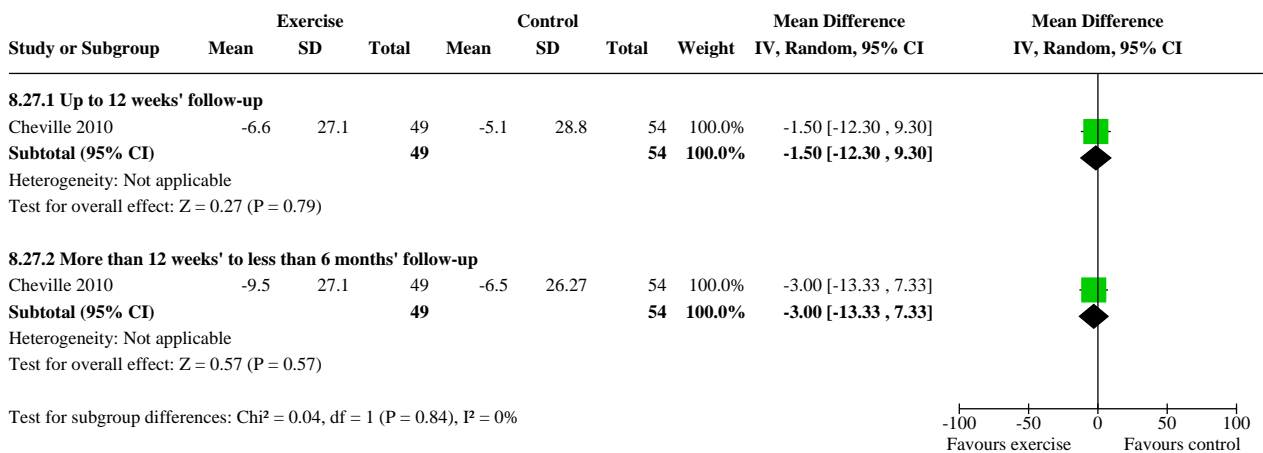 Exercise Control Mean Difference Mean Difference
Study or Subgroup Mean SD Total Mean SD Total Weight IV, Random, 95% CI IV, Random, 95% CI
8.27.1 Up to 12 weeks' follow-up
Cheville 2010 -6.6 27.1 49 -5.1 28.8 54 100.0% -1.50 [-12.30 , 9.30]
Subtotal (95% CI) 49 54 100.0% -1.50 [-12.30 , 9.30]
Heterogeneity: Not applicable
Test for overall effect: Z = 0.27 (P = 0.79)
8.27.2 More than 12 weeks' to less than 6 months' follow-up
Cheville 2010 -9.5 27.1 49 -6.5 26.27 54 100.0% -3.00 [-13.33 , 7.33]
Subtotal (95% CI) 49 54 100.0% -3.00 [-13.33 , 7.33]
Heterogeneity: Not applicable
Test for overall effect: Z = 0.57 (P = 0.57)
Test for subgroup differences: Chi² = 0.04, df = 1 (P = 0.84), I² = 0%
-100 -50 0 50 100
Favours exercise Favours control